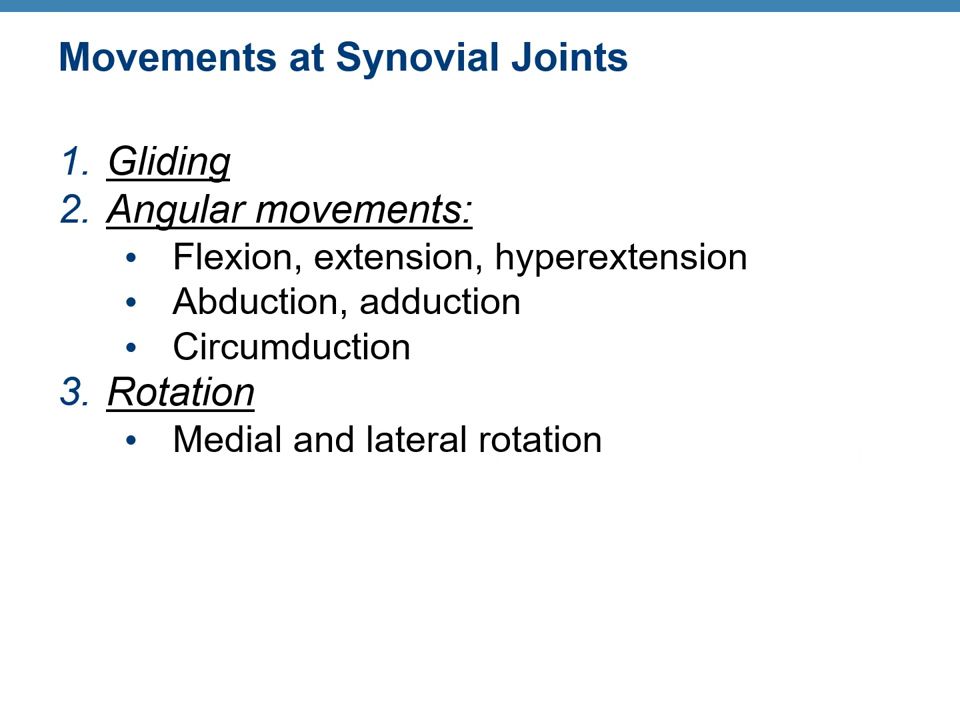 Movements at Synovial Joints
1. Gliding
2. Angular movements:
• Flexion, extension, hyperextension
• Abduction, adduction
• Circumduction
3. Rotation
• Medial and lateral rotation